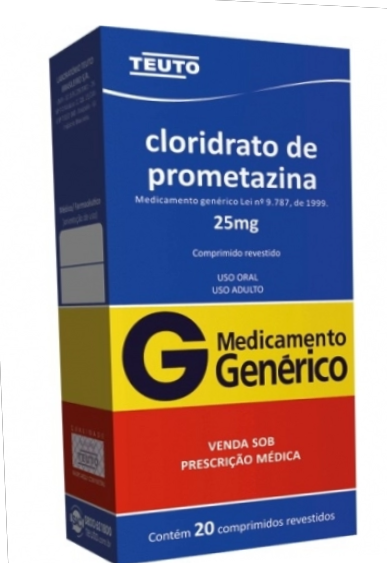 TEUTO
cloridrato de
prometazina
Medicamento genérico Lei nº 9.787, de 1999.
25mg
Comprimido revestido
USO ORAL
USO ADULTO
G Medicamento
Genérico
VENDA SOB
PRESCRIÇÃO MÉDICA
Contém 20 comprimidos revestidos